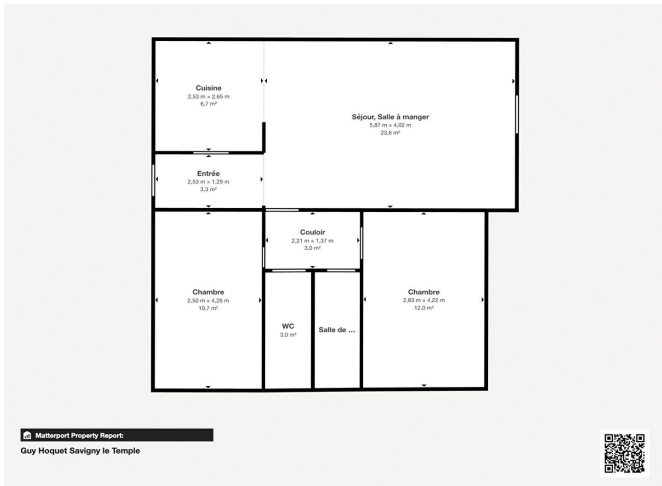 Cuisine
2,53 m × 2,65 m
6,7 m²
Séjour, Salle à manger
5,87 m × 4,02 m
23,6 m²
Entrée
2,53 m × 1,29 m
3,3 m²
Couloir
2,21 m × 1,37 m
3,0 m²
Chambre
2,50 m × 4,26 m
10,7 m²
Chambre
2,83 m × 4,22 m
12,0 m²
WC
3,0 m²
Salle de ...
Matterport Property Report:
Guy Hoquet Savigny le Temple